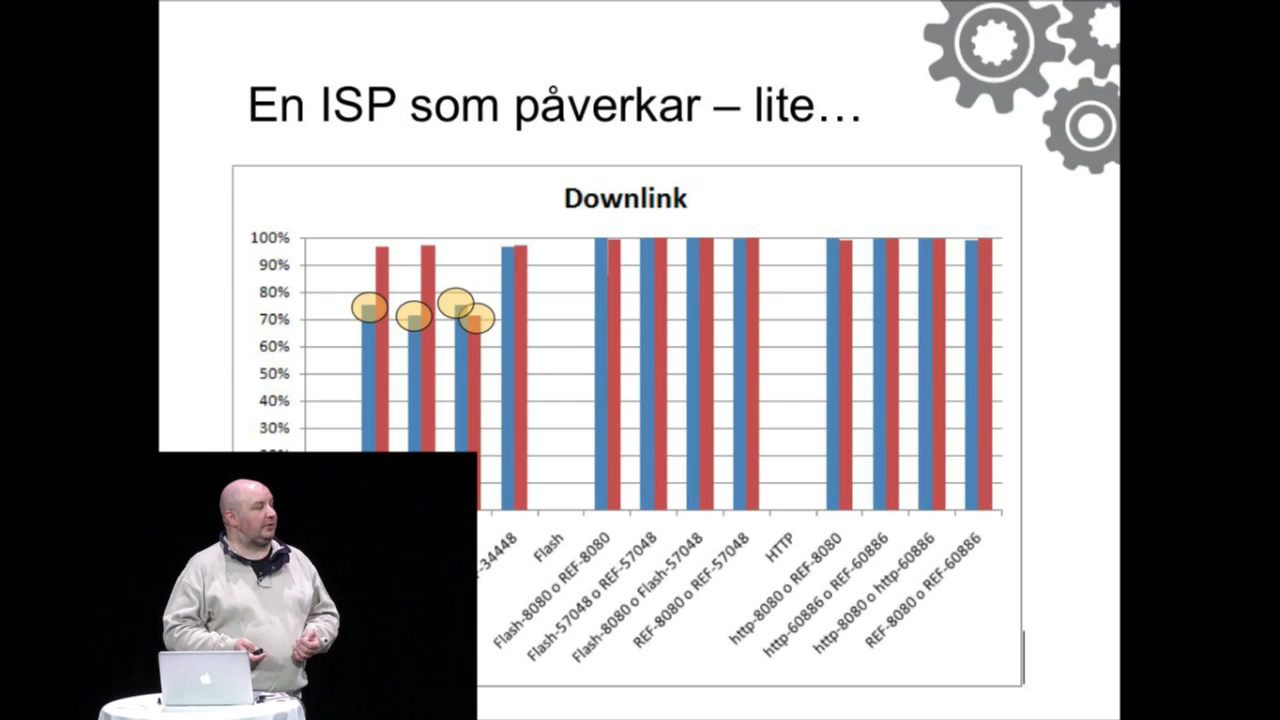 En ISP som påverkar – lite…
Downlink
100%
90%
80%
70%
60%
50%
40%
30%
-34448
Flash
Flash-8080 o REF-8080
Flash-57048 o REF-57048
Flash-8080 o Flash-57048
REF-8080 o REF-57048
HTTP
http-8080 o REF-8080
http-60886 o REF-60886
http-8080 o http-60886
REF-8080 o REF-60886